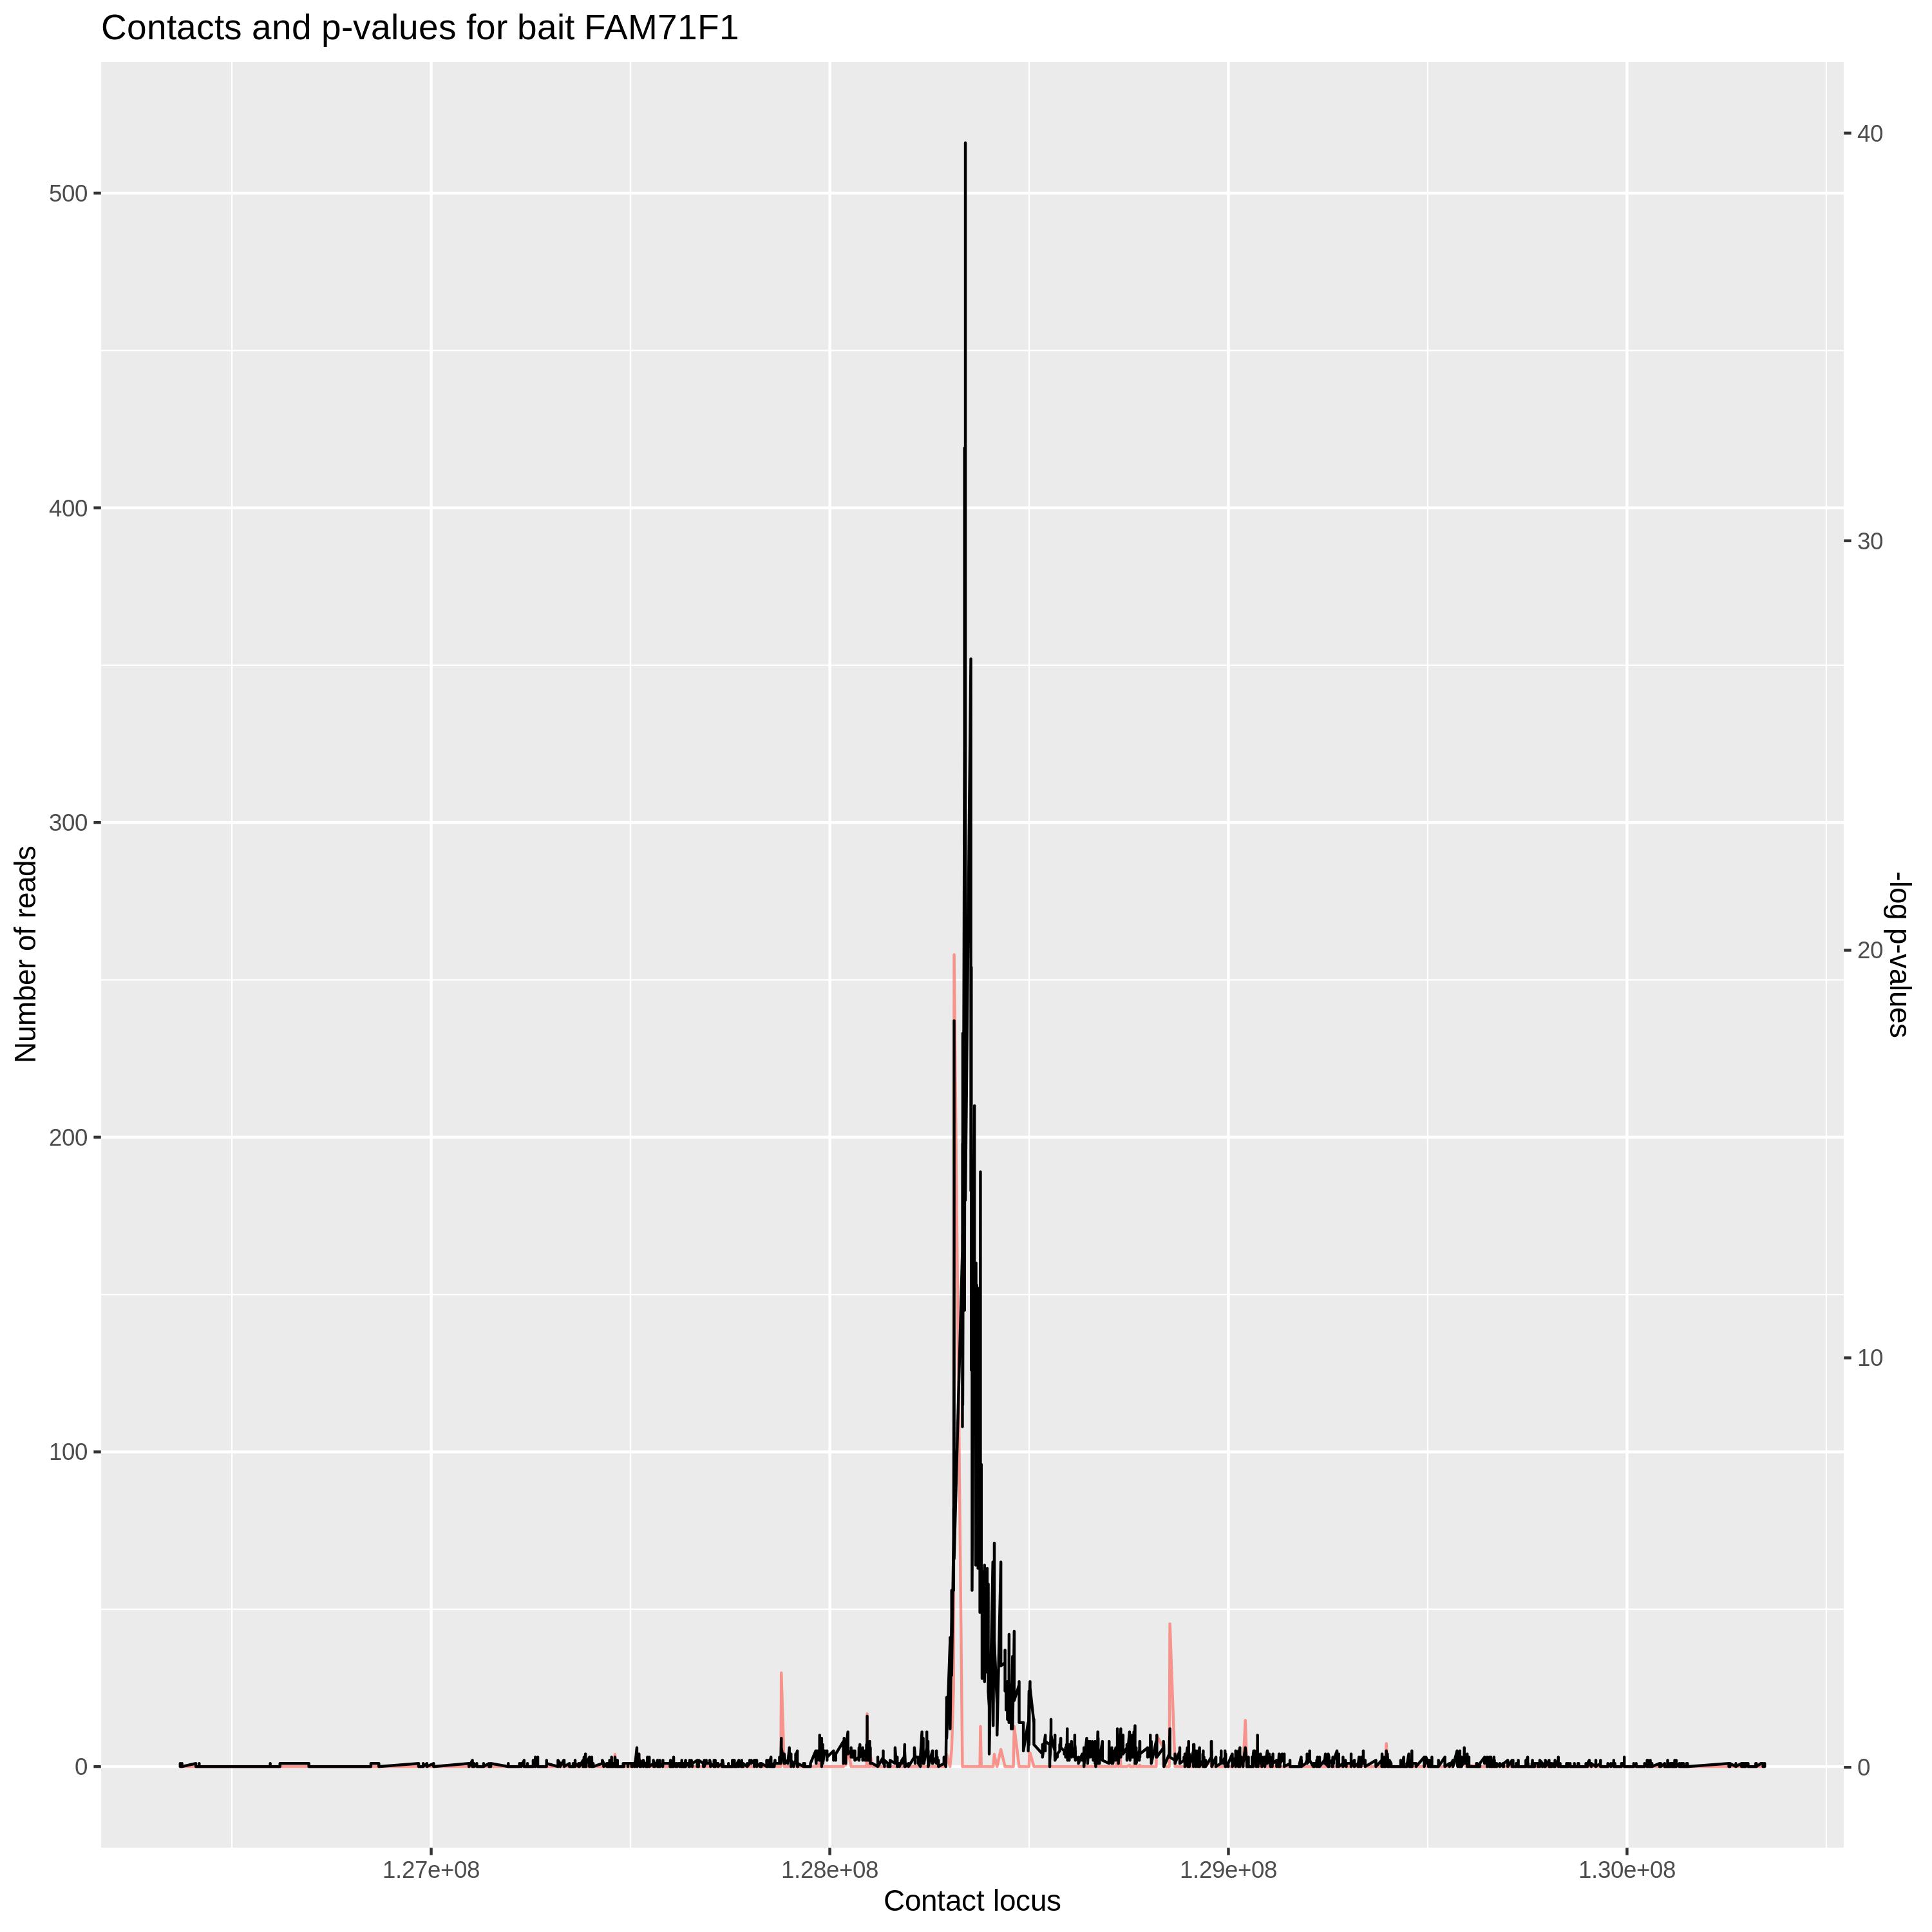 Contacts and p-values for bait FAM71F1
500
400
300
200
100
0
Number of reads
40
30
20
10
0
-log p-values
1.27e+08
1.28e+08
1.29e+08
1.30e+08
Contact locus